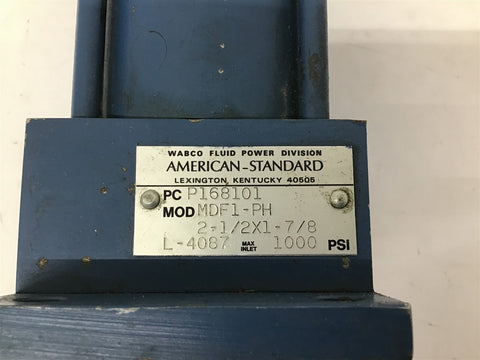 WABCO FLUID POWER DIVISION
AMERICAN-STANDARD
LEXINGTON, KENTUCKY 40505
PC P168101
MOD MDF1-PH
2-1/2X1-7/8
L-4087 MAX INLET 1000 PSI